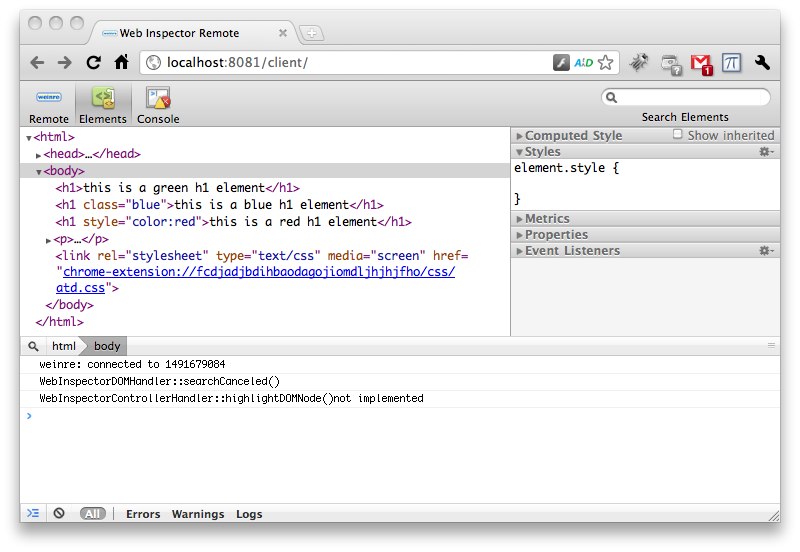 Web Inspector Remote
localhost:8081/client/
A/D
1
weinre
Remote
Elements
Console
Search Elements
▼<html>
▶<head>…</head>
▼<body>
<h1>this is a green h1 element</h1>
<h1 class="blue">this is a blue h1 element</h1>
<h1 style="color:red">this is a red h1 element</h1>
▶<p>…</p>
<link rel="stylesheet" type="text/css" media="screen" href=
"chrome-extension://fcdjadjbdihbaodagojiomdljhjhjfho/css/
atd.css">
</body>
</html>
▶Computed Style Show inherited
▼Styles
element.style {
}
▶Metrics
▶Properties
▶Event Listeners
html body
weinre: connected to 1491679084
WebInspectorDOMHandler::searchCanceled()
WebInspectorControllerHandler::highlightDOMNode()not implemented
>
All Errors Warnings Logs